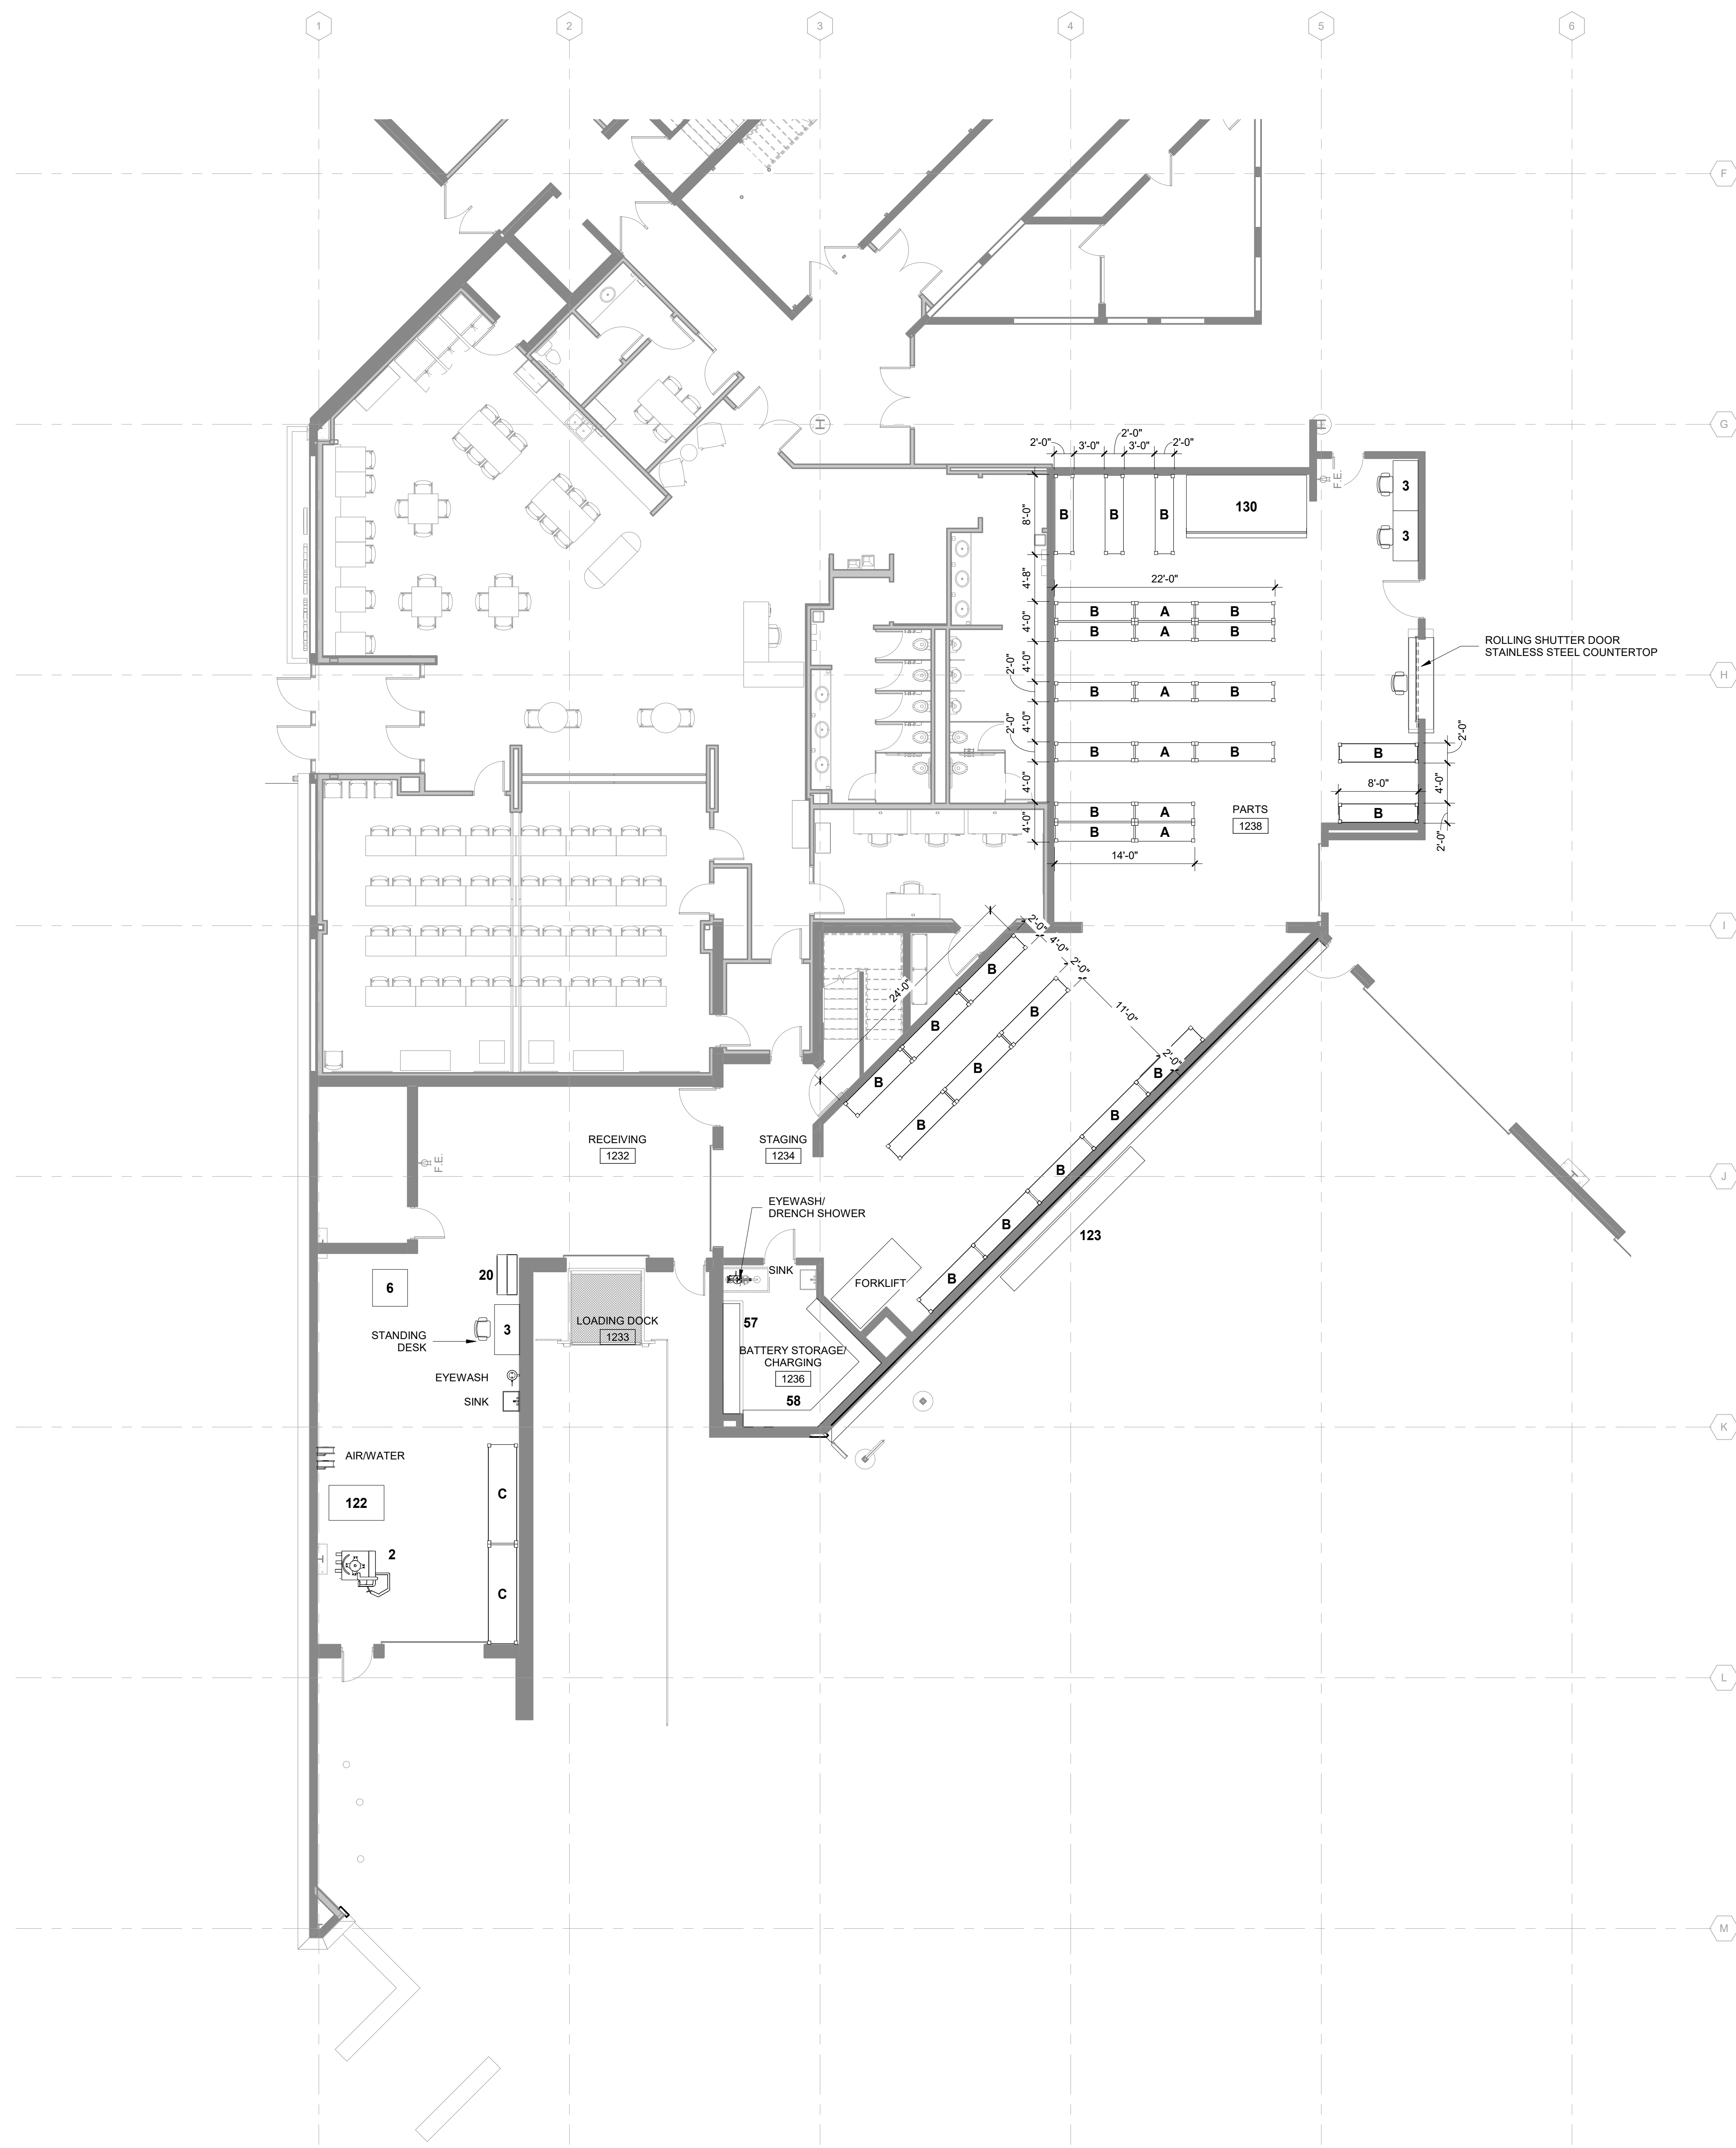 1
2
3
4
5
6
F
G
2'-0"
3'-0"
2'-0"
3'-0"
2'-0"
8'-0"
B
B
B
130
F.E.
3
3
4'-8"
22'-0"
4'-0"
B
A
B
B
A
B
ROLLING SHUTTER DOOR
STAINLESS STEEL COUNTERTOP
4'-0"
2'-0"
B
A
B
H
4'-0"
2'-0"
B
A
B
2'-0"
B
4'-0"
8'-0"
4'-0"
B
A
B
A
4'-0"
PARTS
1238
B
2'-0"
14'-0"
I
2'-0"
4'-0"
2'-0"
11'-0"
2'-0"
24'-0"
B
B
B
B
B
B
B
B
B
B
B
RECEIVING
1232
STAGING
1234
F.E.
J
EYEWASH/
DRENCH SHOWER
123
SINK
FORKLIFT
20
6
3
STANDING
DESK
LOADING DOCK
1233
57
BATTERY STORAGE/
CHARGING
1236
58
EYEWASH
SINK
K
AIR/WATER
C
122
2
C
L
M